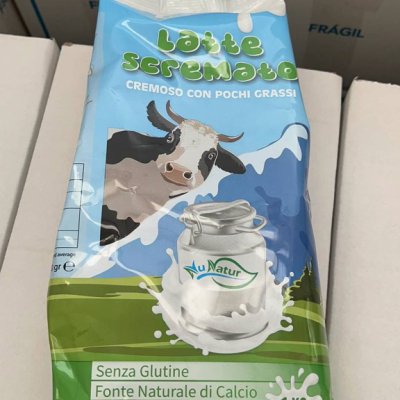 FRÁGIL
Latte
Scremato
CREMOSO CON POCHI GRASSI
NuNatur
Senza Glutine
Fonte Naturale di Calcio